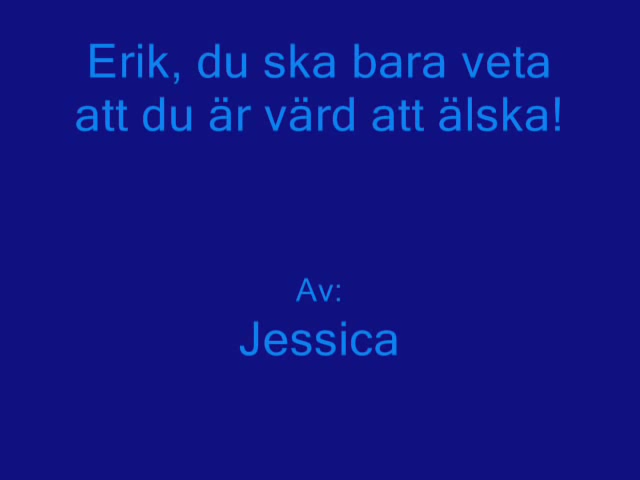 Erik, du ska bara veta
att du är värd att älska!
Av:
Jessica